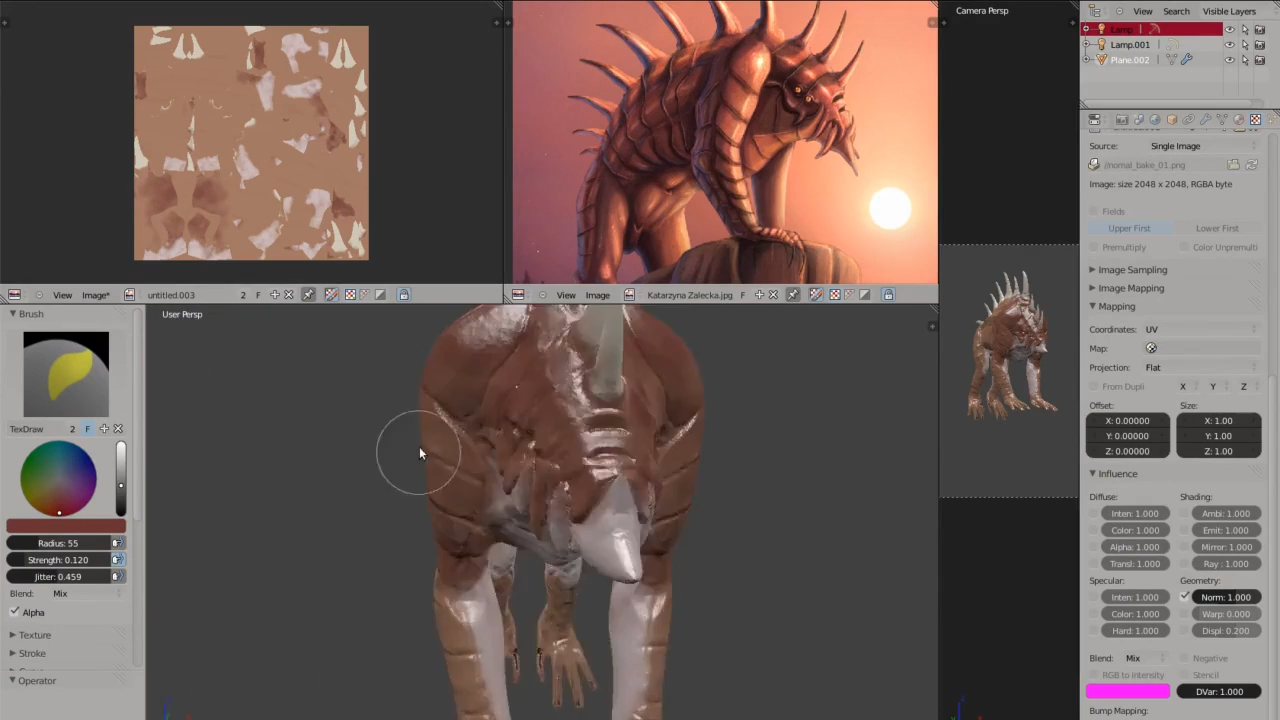 Camera Persp
View Search Visible Layers
Lamp
Lamp.001
Plane.002
Source: Single Image
//nomal_bake_01.png
Image: size 2048 x 2048, RGBA byte
Fields
Upper First Lower First
Premultiply Color Unpremulti
Image Sampling
Image Mapping
Mapping
Coordinates: UV
Map:
Projection: Flat
From Dupli X Y Z
Offset: Size:
X: 0.00000 X: 1.00
Y: 0.00000 Y: 1.00
Z: 0.00000 Z: 1.00
Influence
Diffuse: Shading:
Inten: 1.000 Ambi: 1.000
Color: 1.000 Emit: 1.000
Alpha: 1.000 Mirror: 1.000
Transl: 1.000 Ray : 1.000
Specular: Geometry:
Inten: 1.000 Norm: 1.000
Color: 1.000 Warp: 0.000
Hard: 1.000 Displ: 0.200
Blend: Mix Negative
RGB to Intensity Stencil
DVar: 1.000
Bump Mapping:
View Image* untitled.003 2 F
View Image Katarzyna Zalecka.jpg F
User Persp
Brush
TexDraw 2 F
Radius: 55
Strength: 0.120
Jitter: 0.459
Blend: Mix
Alpha
Texture
Stroke
Operator